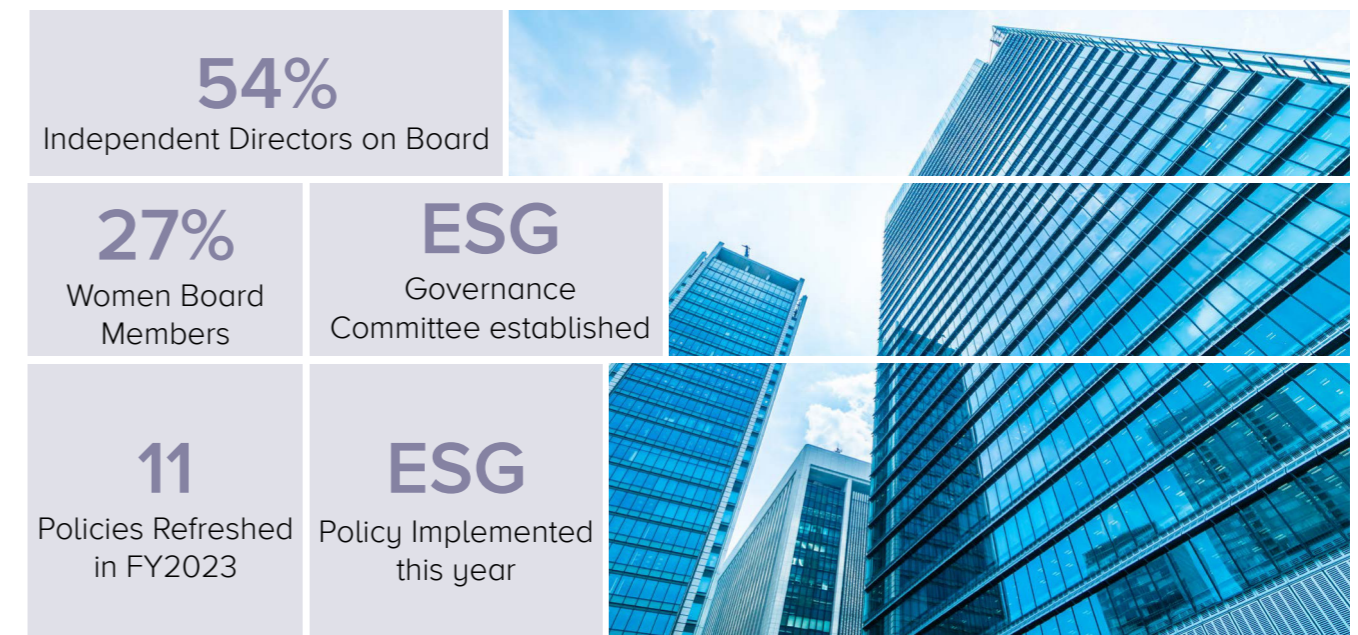 54%
Independent Directors on Board
27%
Women Board
Members
ESG
Governance
Committee established
11
Policies Refreshed
in FY2023
ESG
Policy Implemented
this year